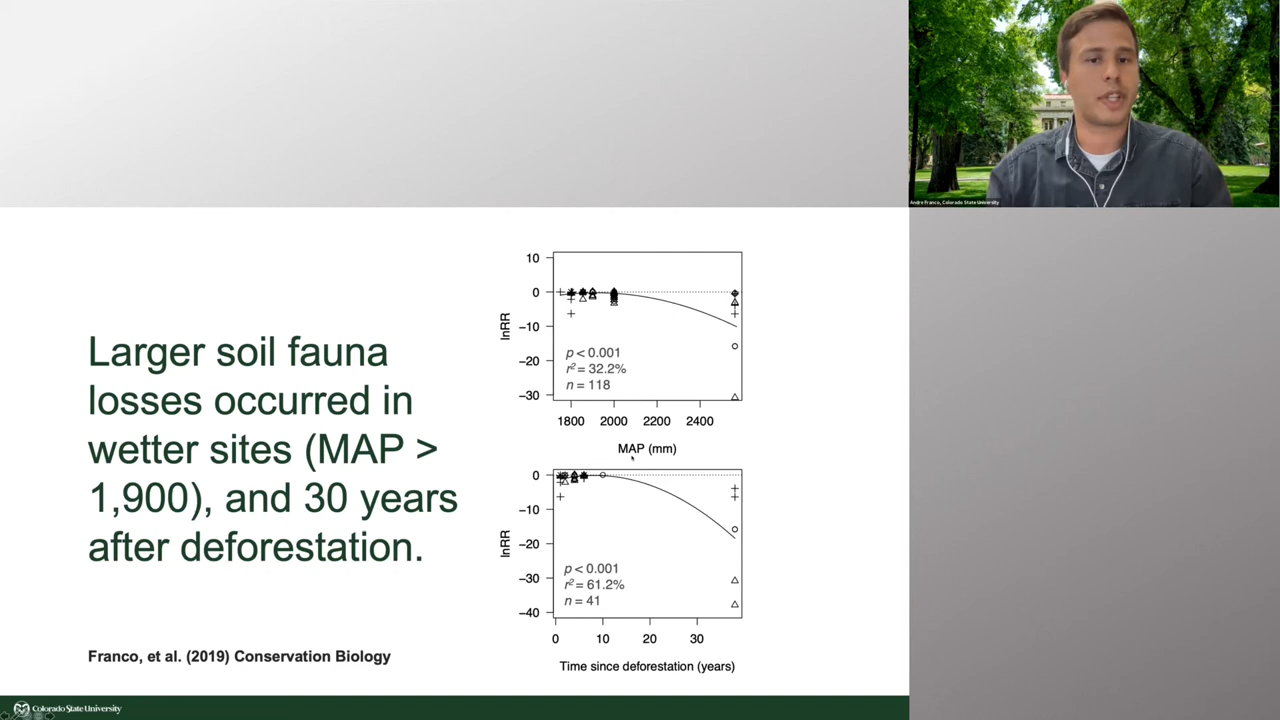 Andre Franco, Colorado State University
Larger soil fauna
losses occurred in
wetter sites (MAP >
1,900), and 30 years
after deforestation.
Franco, et al. (2019) Conservation Biology
10
0
−10
−20
−30
lnRR
p < 0.001
r² = 32.2%
n = 118
1800 2000 2200 2400
MAP (mm)
0
−10
−20
−30
−40
lnRR
p < 0.001
r² = 61.2%
n = 41
0 10 20 30
Time since deforestation (years)
Colorado State University